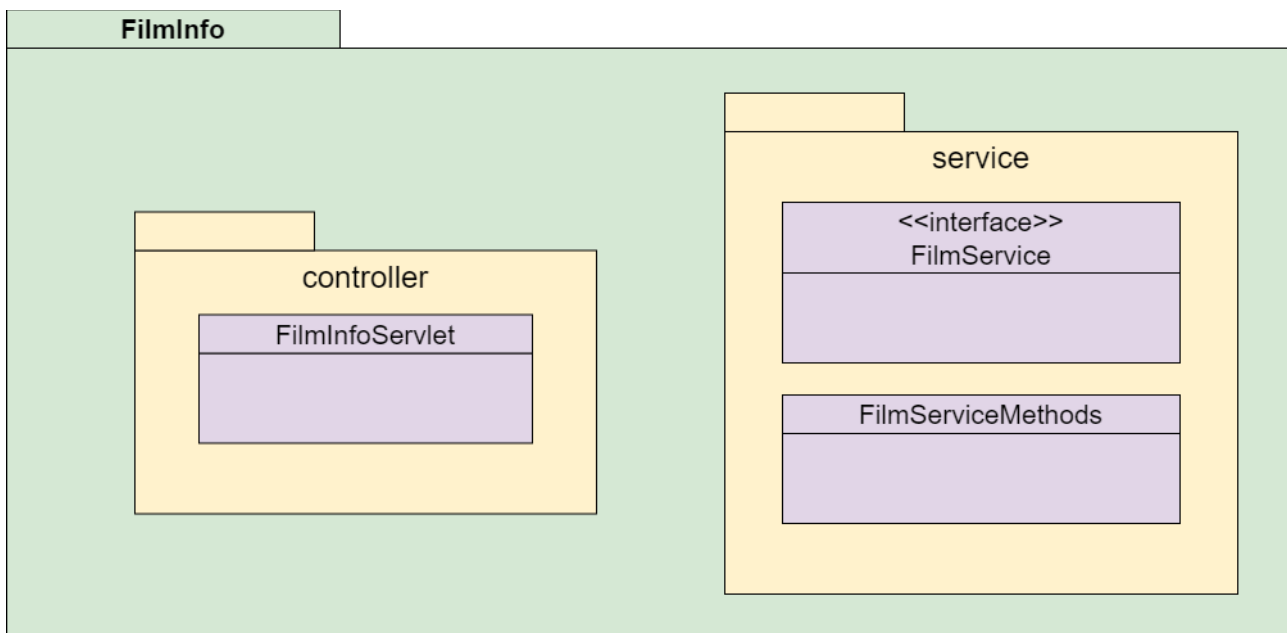 FilmInfo
controller
FilmInfoServlet
service
<<interface>>
FilmService
FilmServiceMethods